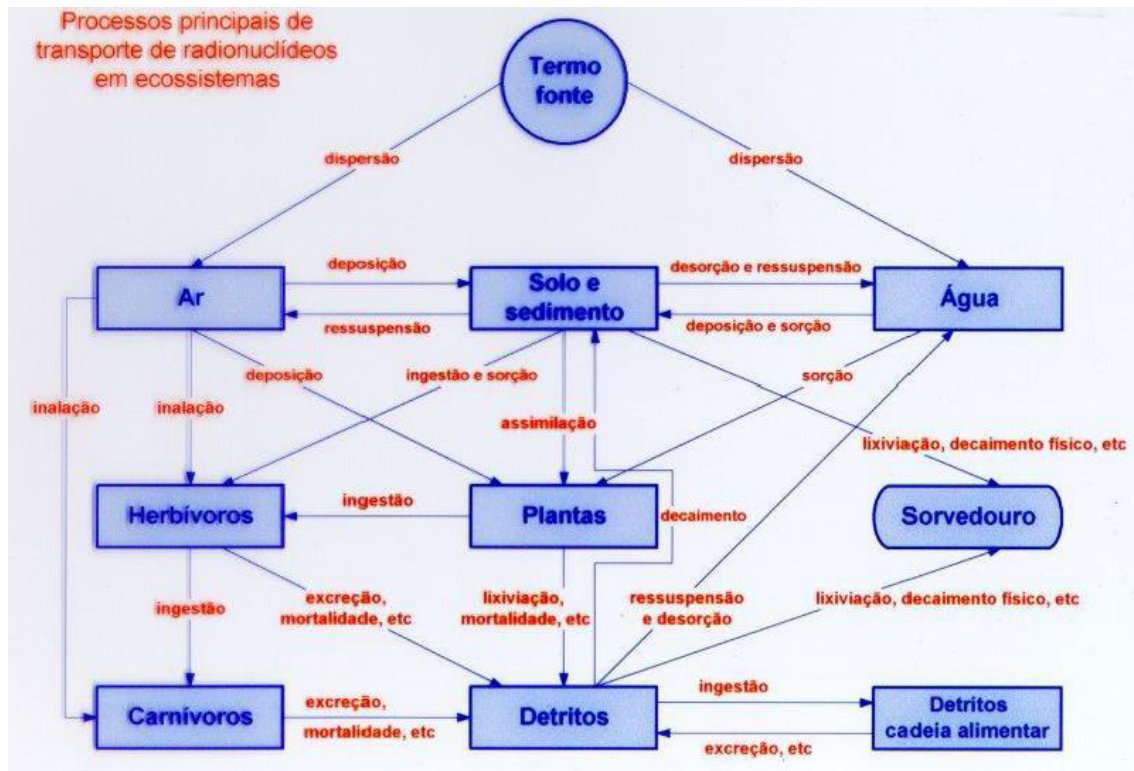 Processos principais de
transporte de radionuclídeos
em ecossistemas
Termo
fonte
dispersão
dispersão
Ar
deposição
ressuspensão
Solo e
sedimento
desorção e ressuspensão
deposição e sorção
Água
inalação
inalação
deposição
ingestão e sorção
assimilação
sorção
lixiviação, decaimento físico, etc
Herbívoros
ingestão
Plantas
decaimento
Sorvedouro
ingestão
excreção,
mortalidade, etc
lixiviação,
mortalidade, etc
ressuspensão
e desorção
lixiviação, decaimento físico, etc
Carnívoros
excreção,
mortalidade, etc
Detritos
ingestão
excreção, etc
Detritos
cadeia alimentar